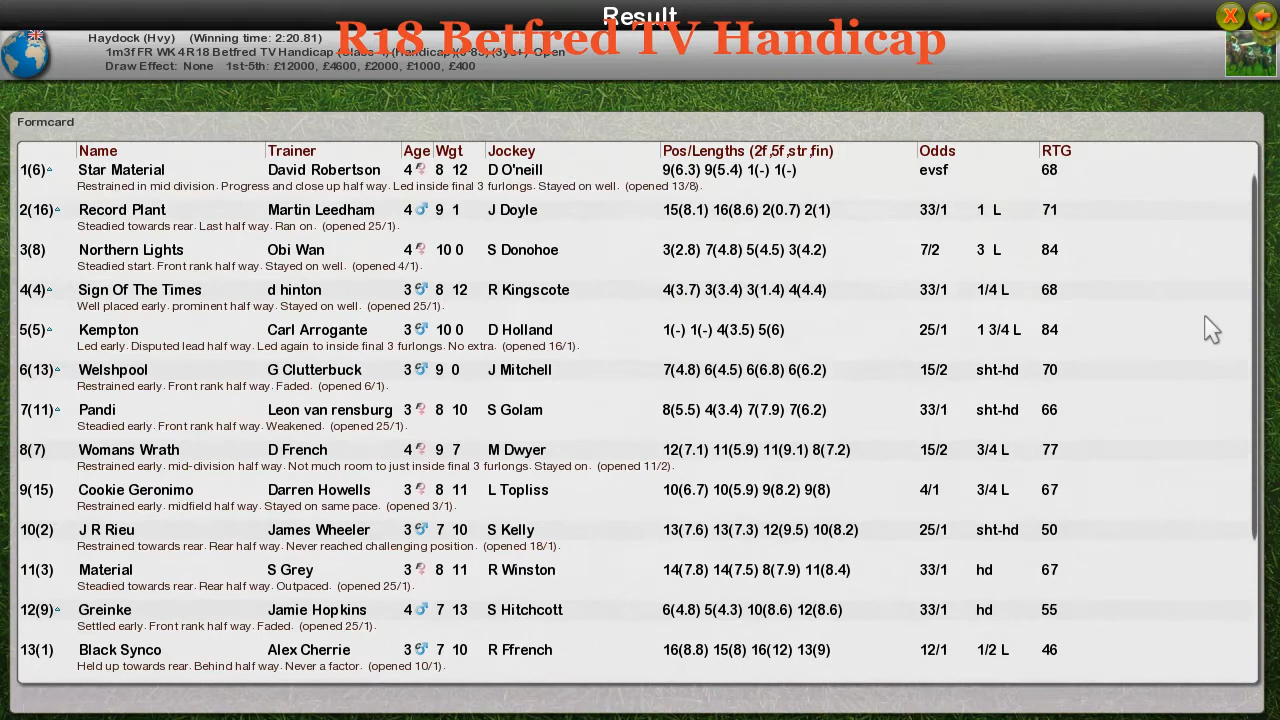 Result
R18 Betfred TV Handicap
Haydock (Hvy) (Winning time: 2:20.81)
1m3f FR WK 4 R18 Betfred TV Handicap (Class 4) (Handicap)(0-85)(3yo+) Open
Draw Effect: None 1st-5th: £12000, £4600, £2000, £1000, £400
Formcard
Name Trainer Age Wgt Jockey Pos/Lengths (2f,5f,str,fin) Odds RTG
1(6) Star Material David Robertson 4 8 12 D O'neill 9(6.3) 9(5.4) 1(-) 1(-) evsf 68
Restrained in mid division. Progress and close up half way. Led inside final 3 furlongs. Stayed on well. (opened 13/8).
2(16) Record Plant Martin Leedham 4 9 1 J Doyle 15(8.1) 16(8.6) 2(0.7) 2(1) 33/1 1 L 71
Steadied towards rear. Last half way. Ran on. (opened 25/1).
3(8) Northern Lights Obi Wan 4 10 0 S Donohoe 3(2.8) 7(4.8) 5(4.5) 3(4.2) 7/2 3 L 84
Steadied start. Front rank half way. Stayed on well. (opened 4/1).
4(4) Sign Of The Times d hinton 3 8 12 R Kingscote 4(3.7) 3(3.4) 3(1.4) 4(4.4) 33/1 1/4 L 68
Well placed early. prominent half way. Stayed on well. (opened 25/1).
5(5) Kempton Carl Arrogante 3 10 0 D Holland 1(-) 1(-) 4(3.5) 5(6) 25/1 1 3/4 L 84
Led early. Disputed lead half way. Led again to inside final 3 furlongs. No extra. (opened 16/1).
6(13) Welshpool G Clutterbuck 3 9 0 J Mitchell 7(4.8) 6(4.5) 6(6.8) 6(6.2) 15/2 sht-hd 70
Restrained early. Front rank half way. Faded. (opened 6/1).
7(11) Pandi Leon van rensburg 3 8 10 S Golam 8(5.5) 4(3.4) 7(7.9) 7(6.2) 33/1 sht-hd 66
Steadied early. Front rank half way. Weakened. (opened 25/1).
8(7) Womans Wrath D French 4 9 7 M Dwyer 12(7.1) 11(5.9) 11(9.1) 8(7.2) 15/2 3/4 L 77
Restrained early. mid-division half way. Not much room to just inside final 3 furlongs. Stayed on. (opened 11/2).
9(15) Cookie Geronimo Darren Howells 3 8 11 L Topliss 10(6.7) 10(5.9) 9(8.2) 9(8) 4/1 3/4 L 67
Restrained early. midfield half way. Stayed on same pace. (opened 3/1).
10(2) J R Rieu James Wheeler 3 7 10 S Kelly 13(7.6) 13(7.3) 12(9.5) 10(8.2) 25/1 sht-hd 50
Restrained towards rear. Rear half way. Never reached challenging position. (opened 18/1).
11(3) Material S Grey 3 8 11 R Winston 14(7.8) 14(7.5) 8(7.9) 11(8.4) 33/1 hd 67
Steadied towards rear. Rear half way. Outpaced. (opened 25/1).
12(9) Greinke Jamie Hopkins 4 7 13 S Hitchcott 6(4.8) 5(4.3) 10(8.6) 12(8.6) 33/1 hd 55
Settled early. Front rank half way. Faded. (opened 25/1).
13(1) Black Synco Alex Cherrie 3 7 10 R Ffrench 16(8.8) 15(8) 16(12) 13(9) 12/1 1/2 L 46
Held up towards rear. Behind half way. Never a factor. (opened 10/1).